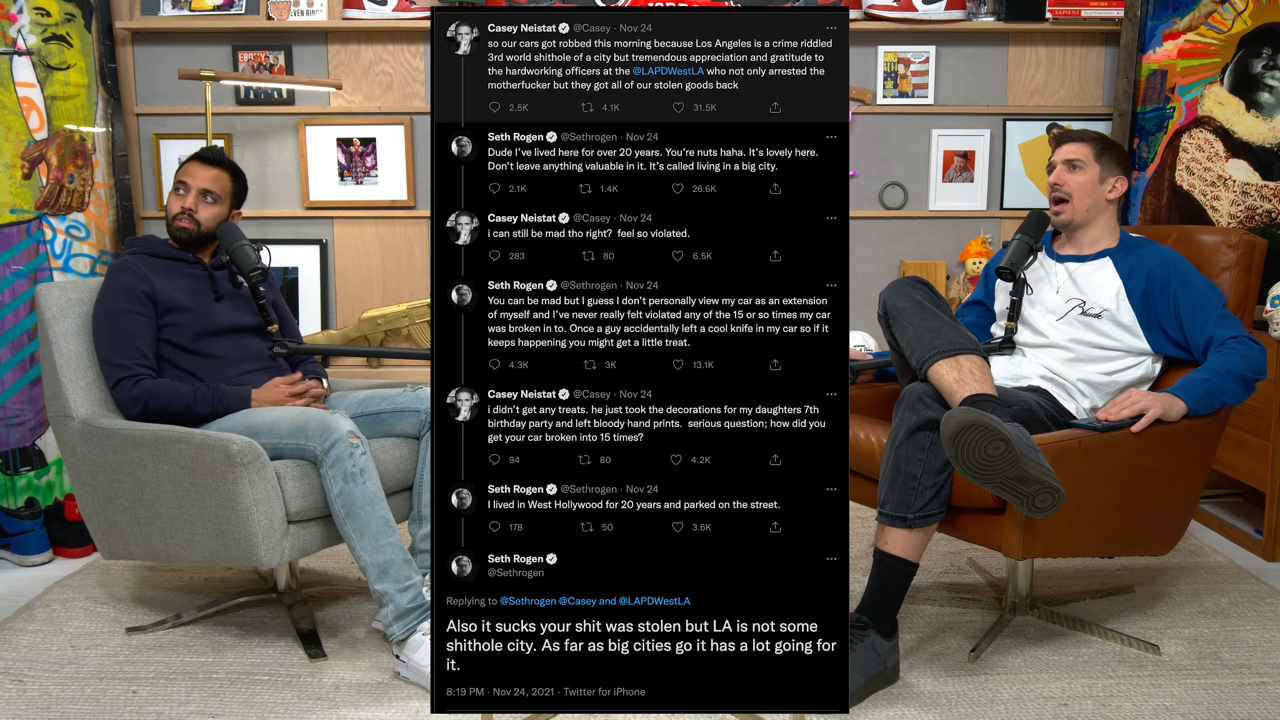 Casey Neistat @Casey · Nov 24
so our cars got robbed this morning because Los Angeles is a crime riddled
3rd world shithole of a city but tremendous appreciation and gratitude to
the hardworking officers at the @LAPDWestLA who not only arrested the
motherfucker but they got all of our stolen goods back
2.5K 4.1K 31.5K
Seth Rogen @Sethrogen · Nov 24
Dude I've lived here for over 20 years. You're nuts haha. It's lovely here.
Don't leave anything valuable in it. It's called living in a big city.
2.1K 1.4K 26.6K
Casey Neistat @Casey · Nov 24
i can still be mad tho right? feel so violated.
283 80 6.5K
Seth Rogen @Sethrogen · Nov 24
You can be mad but I guess I don't personally view my car as an extension
of myself and I've never really felt violated any of the 15 or so times my car
was broken in to. Once a guy accidentally left a cool knife in my car so if it
keeps happening you might get a little treat.
4.3K 3K 13.1K
Casey Neistat @Casey · Nov 24
i didn't get any treats. he just took the decorations for my daughters 7th
birthday party and left bloody hand prints. serious question; how did you
get your car broken into 15 times?
94 80 4.2K
Seth Rogen @Sethrogen · Nov 24
I lived in West Hollywood for 20 years and parked on the street.
178 50 3.6K
Seth Rogen
@Sethrogen
Replying to @Sethrogen @Casey and @LAPDWestLA
Also it sucks your shit was stolen but LA is not some
shithole city. As far as big cities go it has a lot going for
it.
8:19 PM · Nov 24, 2021 · Twitter for iPhone
EBONY
EVEN RINGS
SAPIENS
Rhude